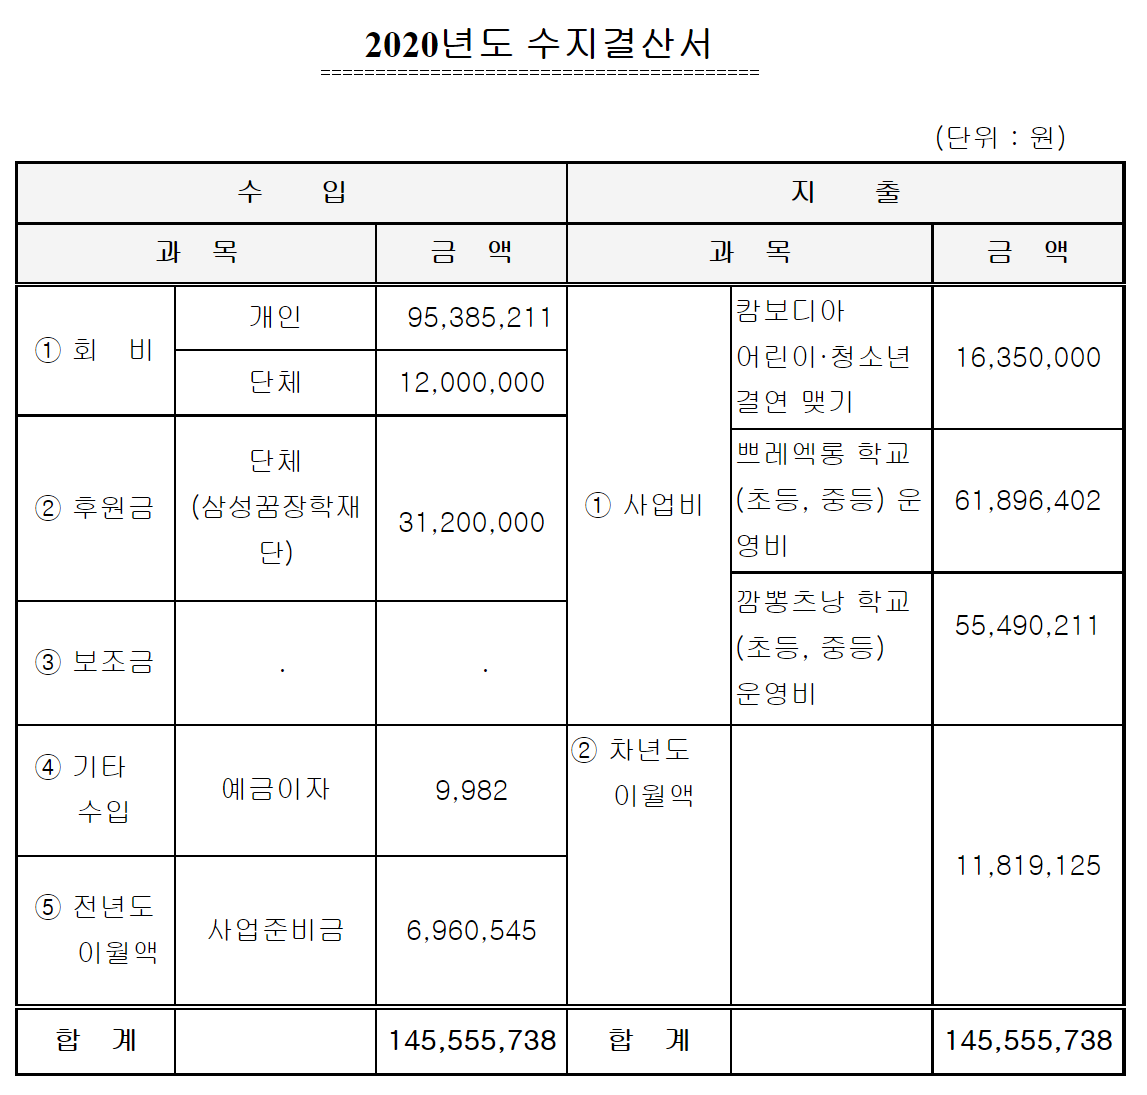 2020년도 수지결산서
========================================
(단위 : 원)
수 입 지 출
과 목 금 액 과 목 금 액
① 회 비
개인 95,385,211
단체 12,000,000
② 후원금
단체
(삼성꿈장학재
단)
31,200,000
③ 보조금 . .
④ 기타
수입
예금이자 9,982
⑤ 전년도
이월액
사업준비금 6,960,545
합 계 145,555,738
① 사업비
캄보디아
어린이·청소년
결연 맺기
16,350,000
쁘레엑롱 학교
(초등, 중등) 운
영비
61,896,402
깜뽕츠낭 학교
(초등, 중등)
운영비
55,490,211
② 차년도
이월액
11,819,125
합 계 145,555,738